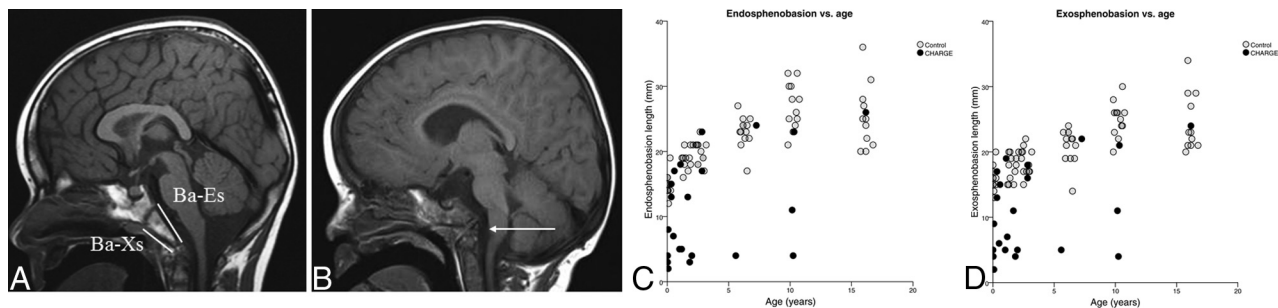 A
Ba-Es
Ba-Xs
B
C
Endosphenobasion vs. age
Endosphenobasion length (mm)
40
30
20
10
0
0
5
10
15
20
Age (years)
Control
CHARGE
D
Exosphenobasion vs. age
Exosphenobasion length (mm)
40
30
20
10
0
0
5
10
15
20
Age (years)
Control
CHARGE